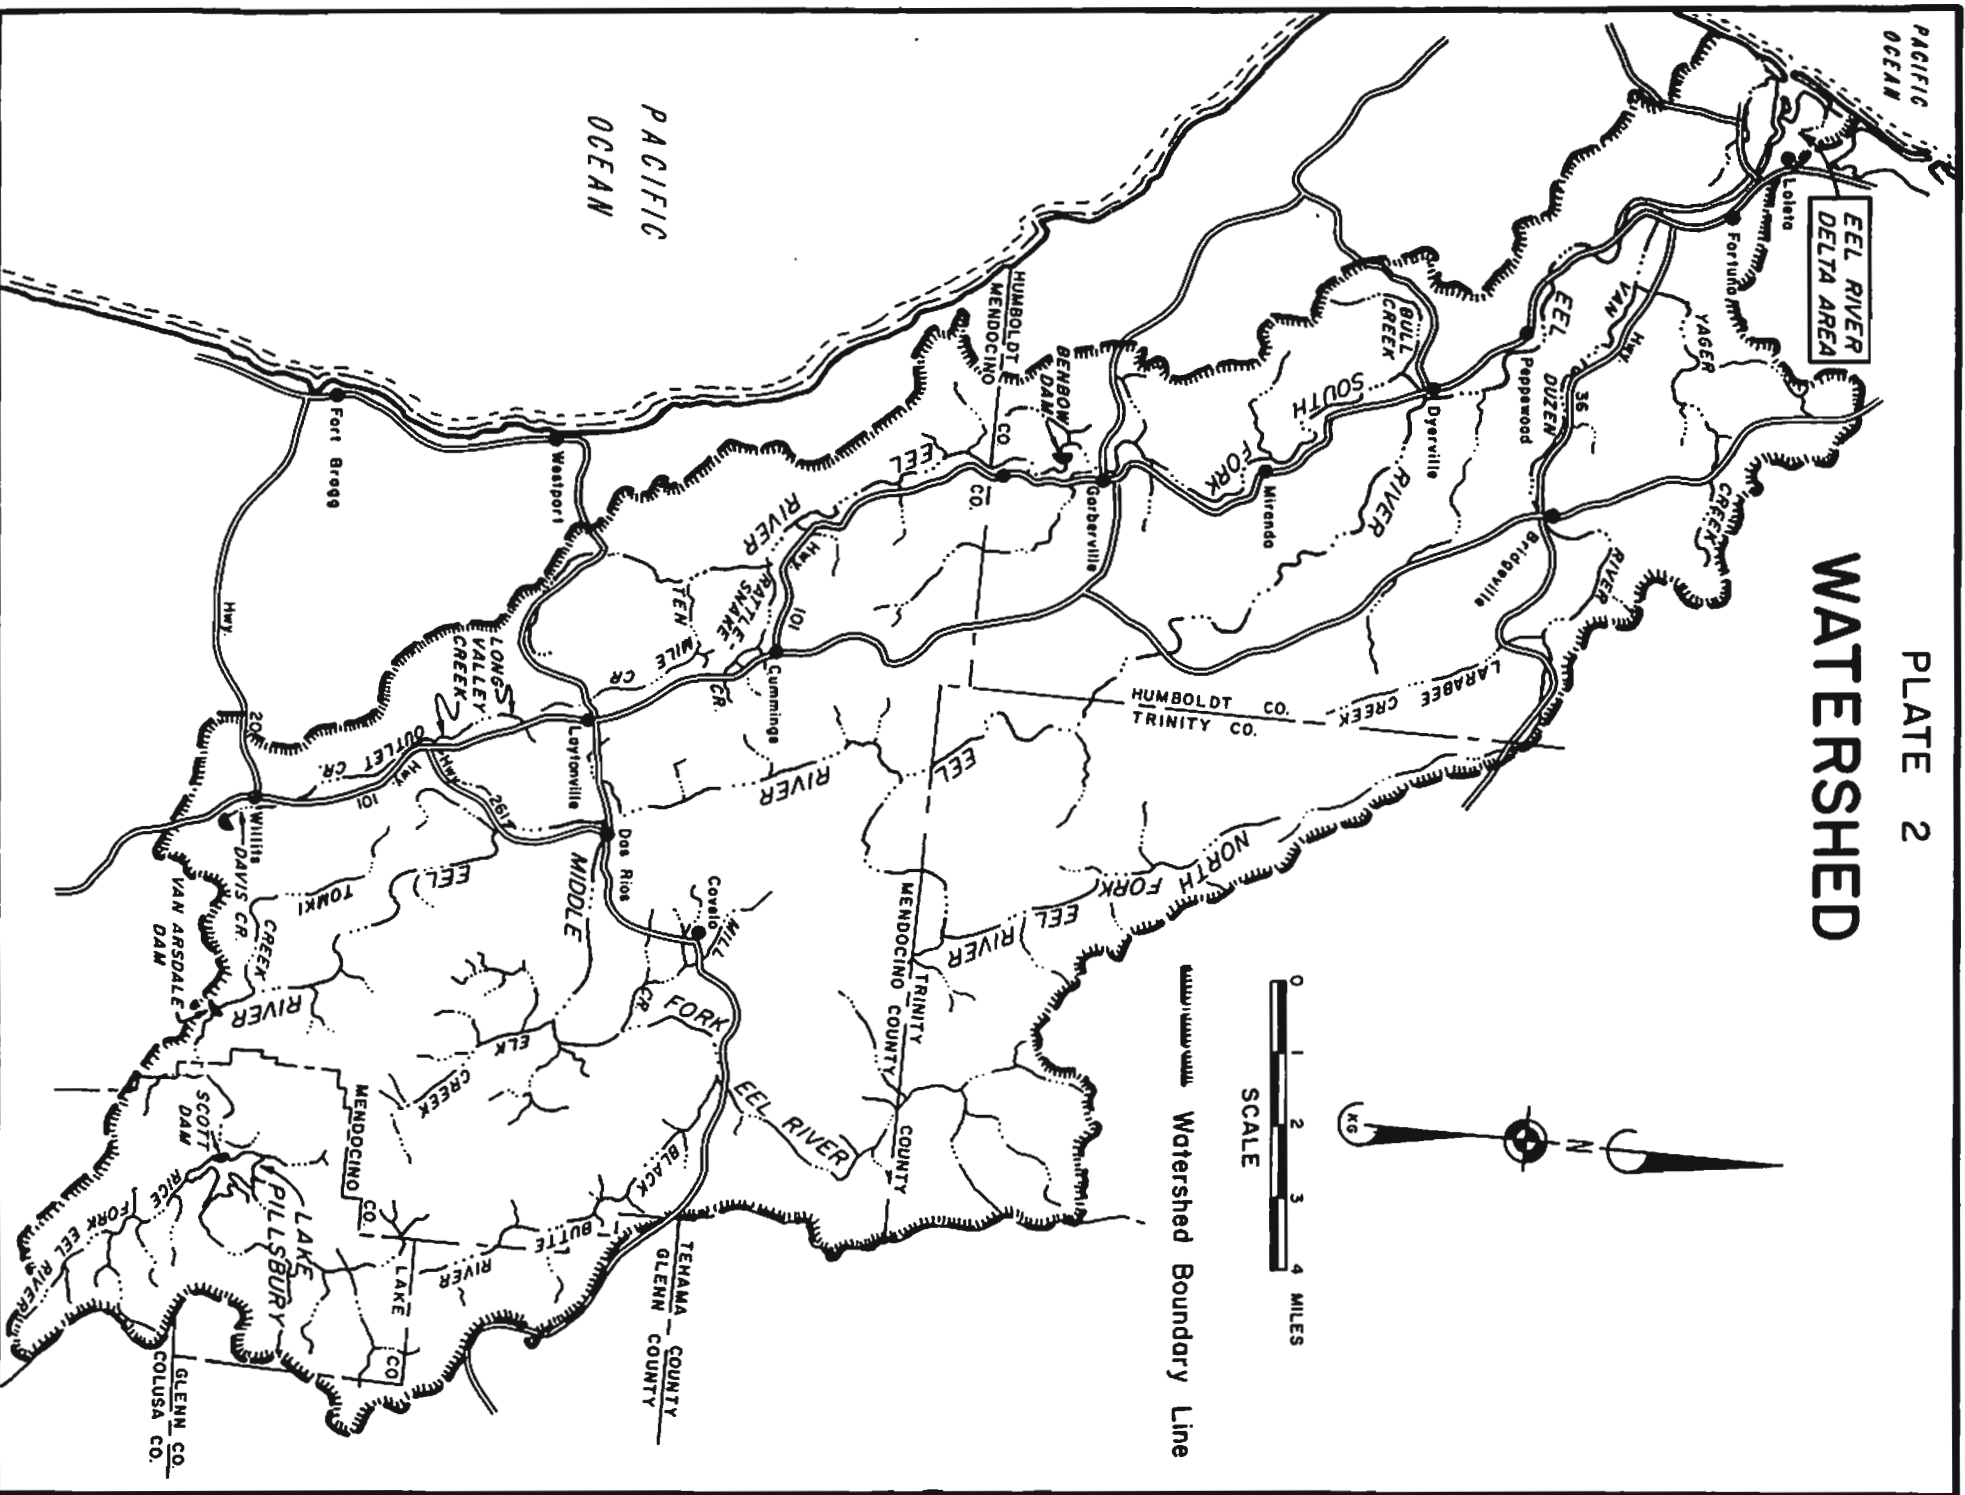 PLATE 2
WATERSHED
PACIFIC
OCEAN
EEL RIVER
DELTA AREA
Loleta
Fortuna
YAGER
CREEK
VAN
DUZEN
RIVER
Hwy.
36
EEL
RIVER
Pepperwood
BULL
CREEK
Dyerville
SOUTH
FORK
EEL
RIVER
Miranda
Bridgeville
LARABEE
CREEK
HUMBOLDT CO.
TRINITY CO.
HUMBOLDT CO.
MENDOCINO CO.
BENBOW
DAM
Garberville
PACIFIC
OCEAN
Hwy.
101
RATTLE-
SNAKE
CR.
Cummings
TEN
MILE
CR
Westport
Fort Bragg
Hwy.
20
LONG
VALLEY
CREEK
Laytonville
OUTLET
CR.
Hwy.
101
Hwy.
2617
Dos Rios
EEL
RIVER
NORTH
FORK
EEL
RIVER
MENDOCINO COUNTY
TRINITY COUNTY
Covelo
MILL
CR.
MIDDLE
FORK
EEL RIVER
EEL
RIVER
Willits
DAVIS CR.
TOMKI
CREEK
VAN ARSDALE
DAM
ELK
CREEK
BLACK
BUTTE
RIVER
MENDOCINO CO.
LAKE CO
SCOTT
DAM
LAKE
PILLSBURY
RICE
FORK EEL
RIVER
TEHAMA COUNTY
GLENN COUNTY
GLENN CO.
COLUSA CO.
0 1 2 3 4 MILES
SCALE
Watershed Boundary Line
KG
N